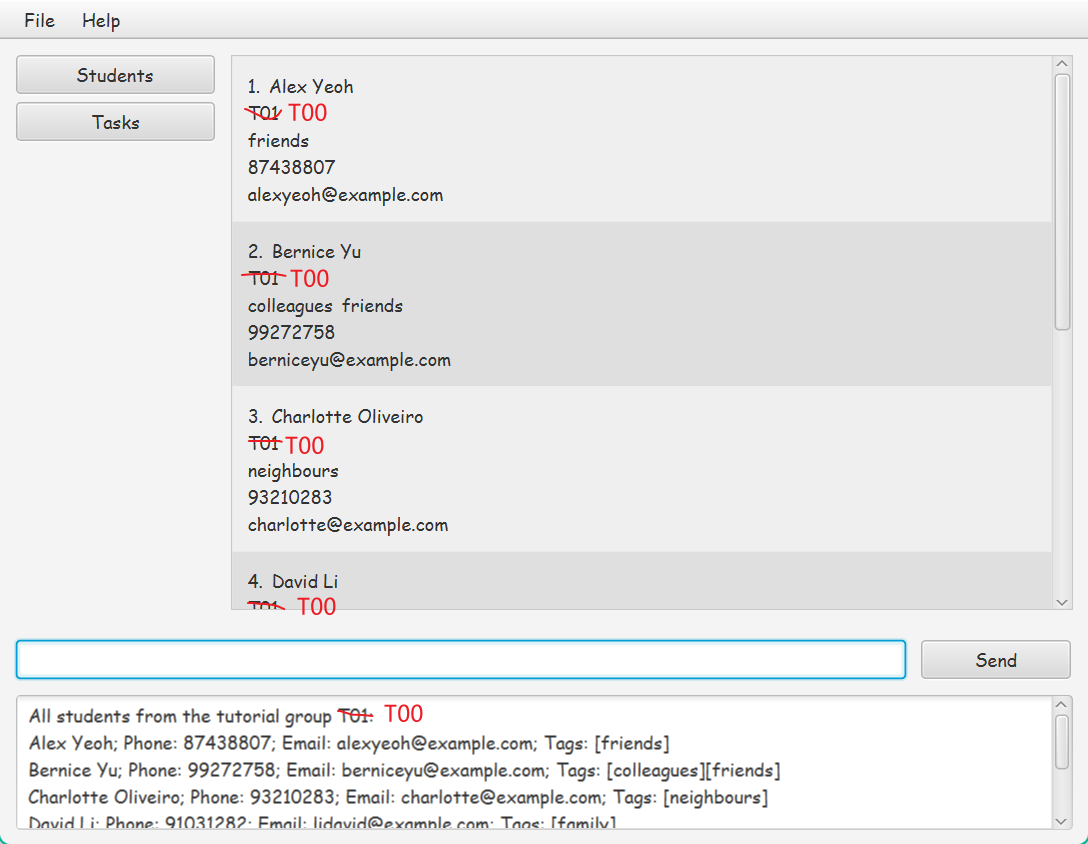 File Help
Students
Tasks
1. Alex Yeoh
T01 T00
friends
87438807
alexyeoh@example.com
2. Bernice Yu
T01 T00
colleagues friends
99272758
berniceyu@example.com
3. Charlotte Oliveiro
T01 T00
neighbours
93210283
charlotte@example.com
4. David Li
T01 T00
Send
All students from the tutorial group T01: T00
Alex Yeoh; Phone: 87438807; Email: alexyeoh@example.com; Tags: [friends]
Bernice Yu; Phone: 99272758; Email: berniceyu@example.com; Tags: [colleagues][friends]
Charlotte Oliveiro; Phone: 93210283; Email: charlotte@example.com; Tags: [neighbours]
David Li; Phone: 91031282; Email: lidavid@example.com; Tags: [family]